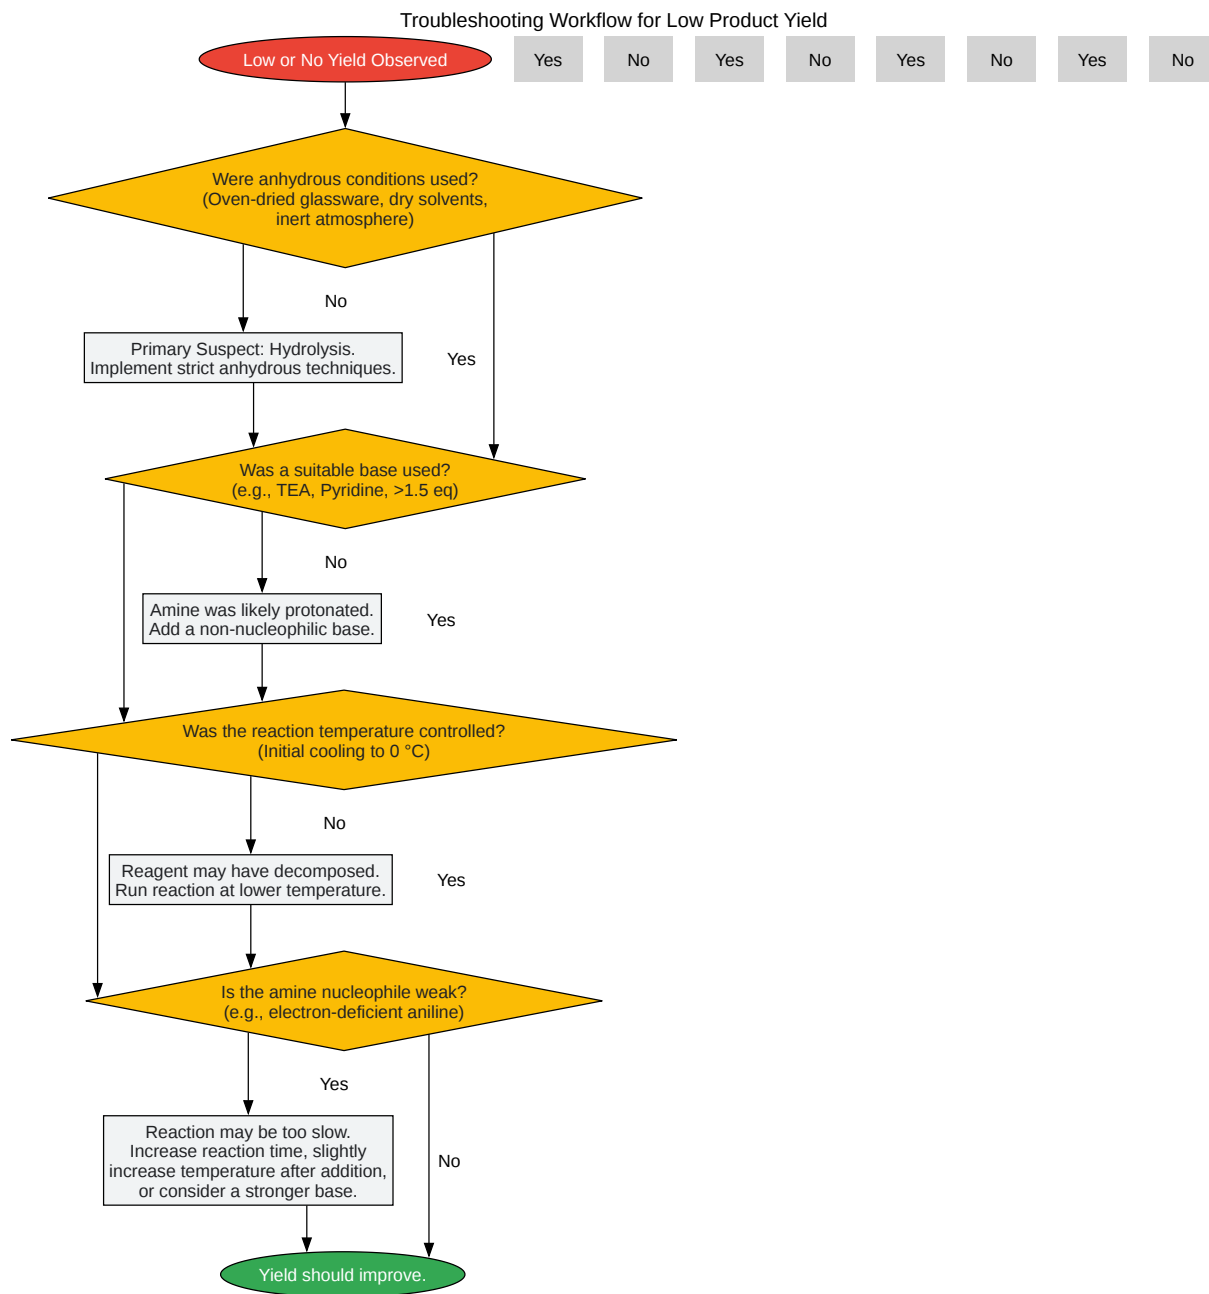 Troubleshooting Workflow for Low Product Yield
Low or No Yield Observed
Yes
No
Yes
No
Yes
No
Yes
No
Were anhydrous conditions used?
(Oven-dried glassware, dry solvents,
inert atmosphere)
No
Primary Suspect: Hydrolysis.
Implement strict anhydrous techniques.
Yes
Was a suitable base used?
(e.g., TEA, Pyridine, >1.5 eq)
No
Amine was likely protonated.
Add a non-nucleophilic base.
Yes
Was the reaction temperature controlled?
(Initial cooling to 0 °C)
No
Reagent may have decomposed.
Run reaction at lower temperature.
Yes
Is the amine nucleophile weak?
(e.g., electron-deficient aniline)
Yes
Reaction may be too slow.
Increase reaction time, slightly
increase temperature after addition,
or consider a stronger base.
No
Yield should improve.